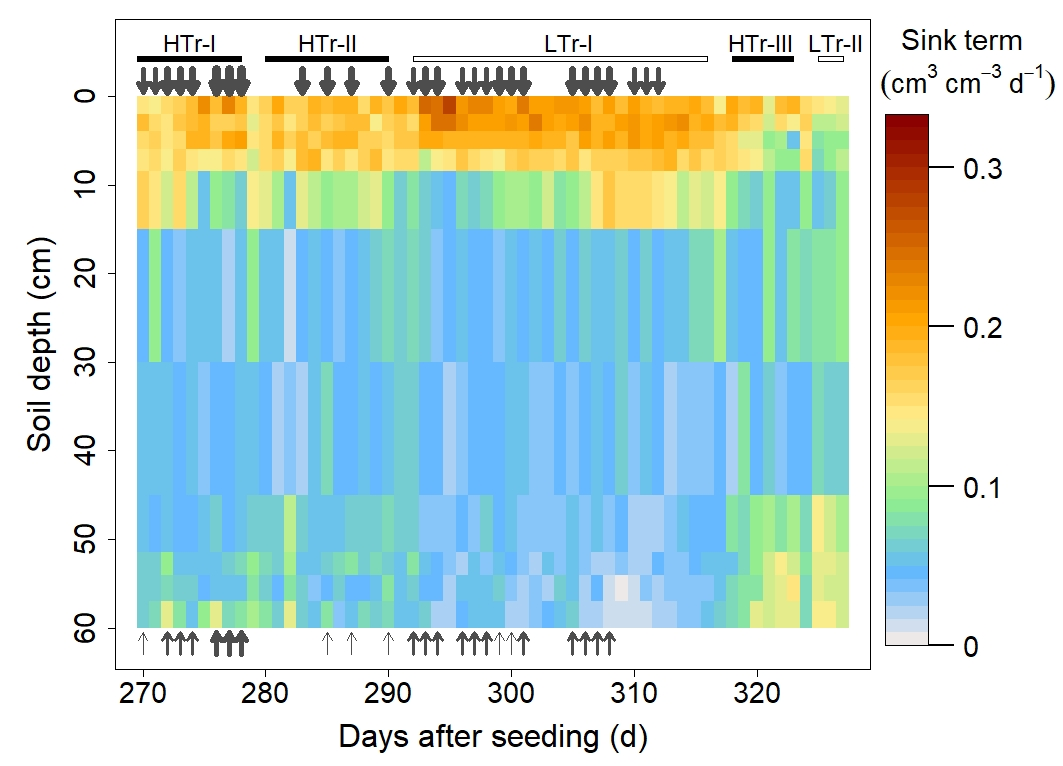 HTr-I HTr-II LTr-I HTr-III LTr-II
Sink term
(cm³ cm⁻³ d⁻¹)
0
10
20
30
40
50
60
Soil depth (cm)
0.3
0.2
0.1
0
270 280 290 300 310 320
Days after seeding (d)